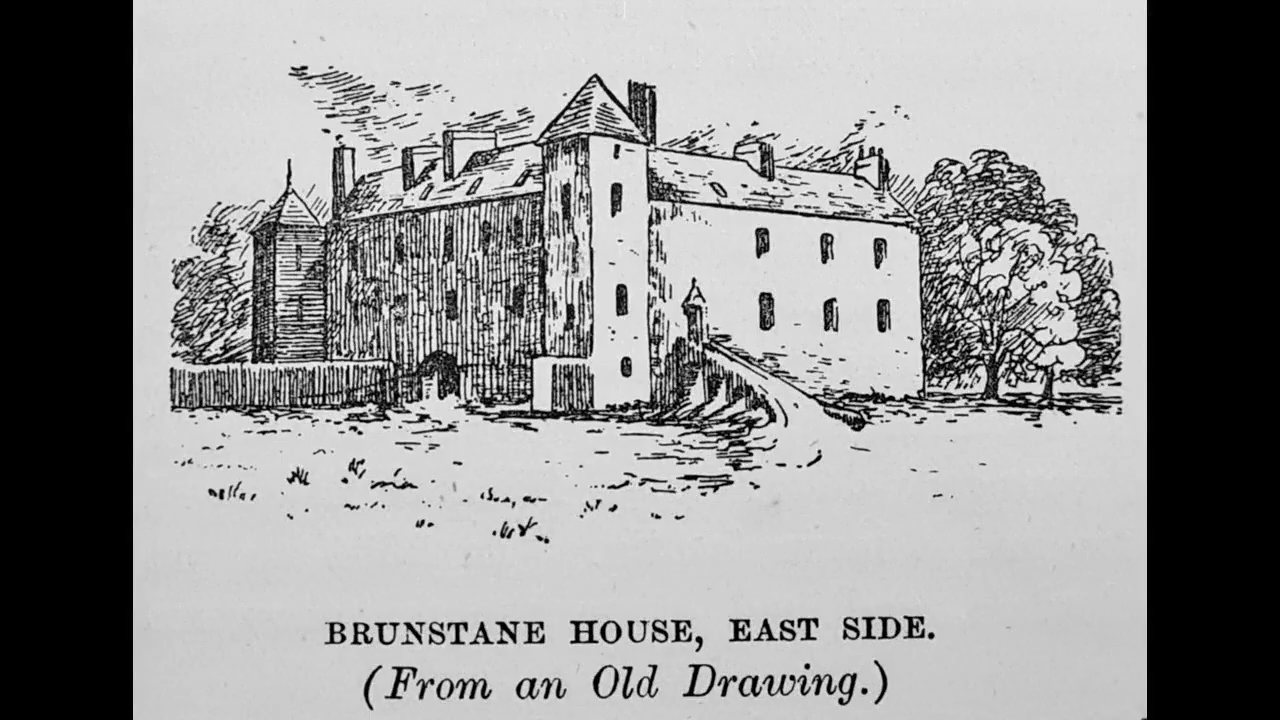 BRUNSTANE HOUSE, EAST SIDE.
(From an Old Drawing.)